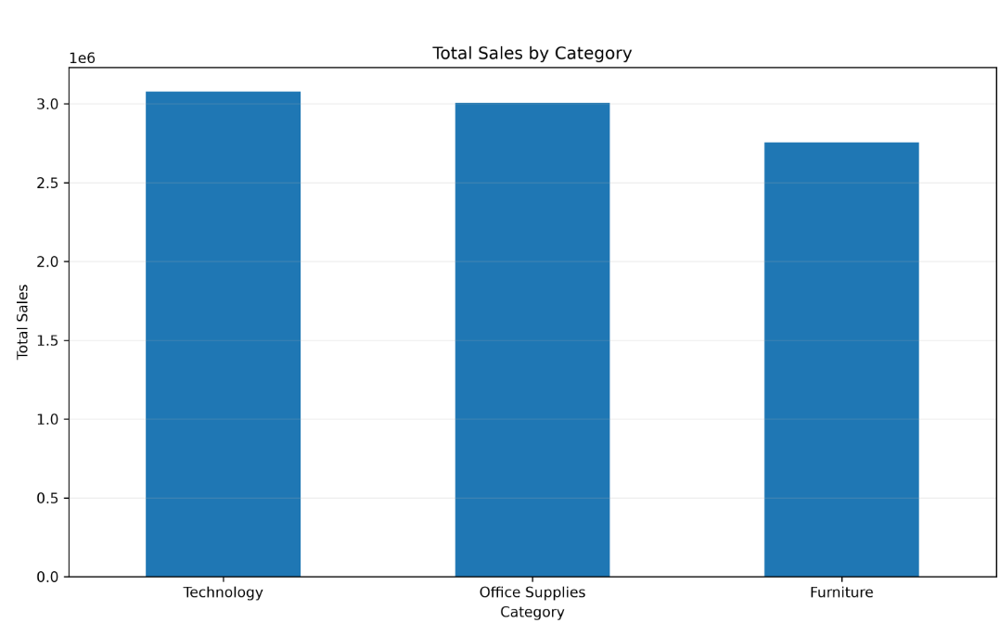 Total Sales by Category
1e6
3.0
2.5
2.0
1.5
1.0
0.5
0.0
Total Sales
Technology
Office Supplies
Furniture
Category